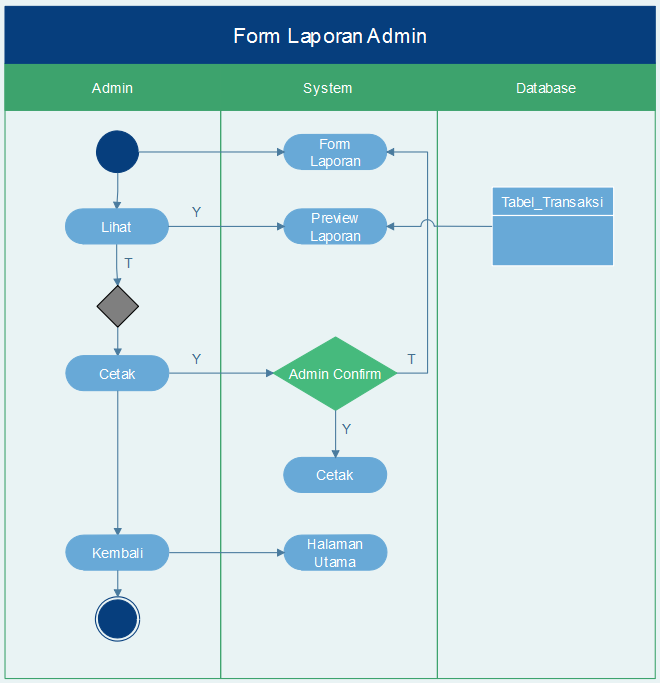 Form Laporan Admin
Admin
System
Database
Form
Laporan
Lihat
Y
Preview
Laporan
Tabel_Transaksi
T
Cetak
Y
Admin Confirm
T
Y
Cetak
Kembali
Halaman
Utama